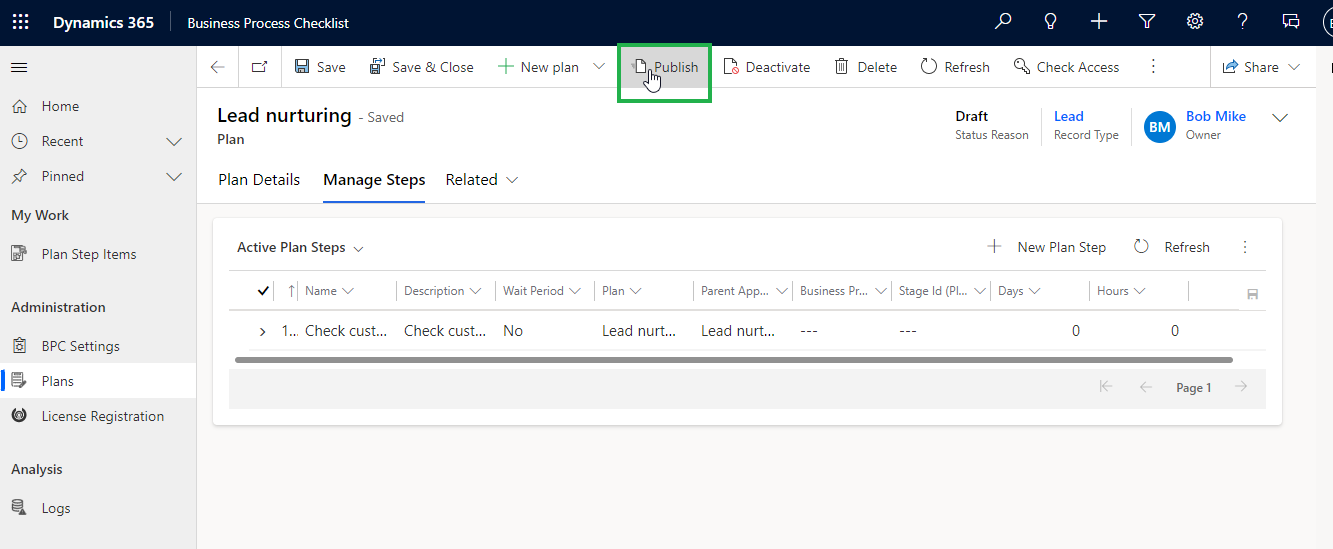 Dynamics 365 Business Process Checklist
Save Save & Close New plan Publish Deactivate Delete Refresh Check Access Share
Home
Recent
Pinned
My Work
Plan Step Items
Administration
BPC Settings
Plans
License Registration
Analysis
Logs
Lead nurturing - Saved
Plan
Draft
Status Reason
Lead
Record Type
BM
Bob Mike
Owner
Plan Details Manage Steps Related
Active Plan Steps New Plan Step Refresh
Name Description Wait Period Plan Parent App... Business Pr... Stage Id (Pl... Days Hours
1... Check cust... Check cust... No Lead nurt... Lead nurt... --- --- 0 0
Page 1